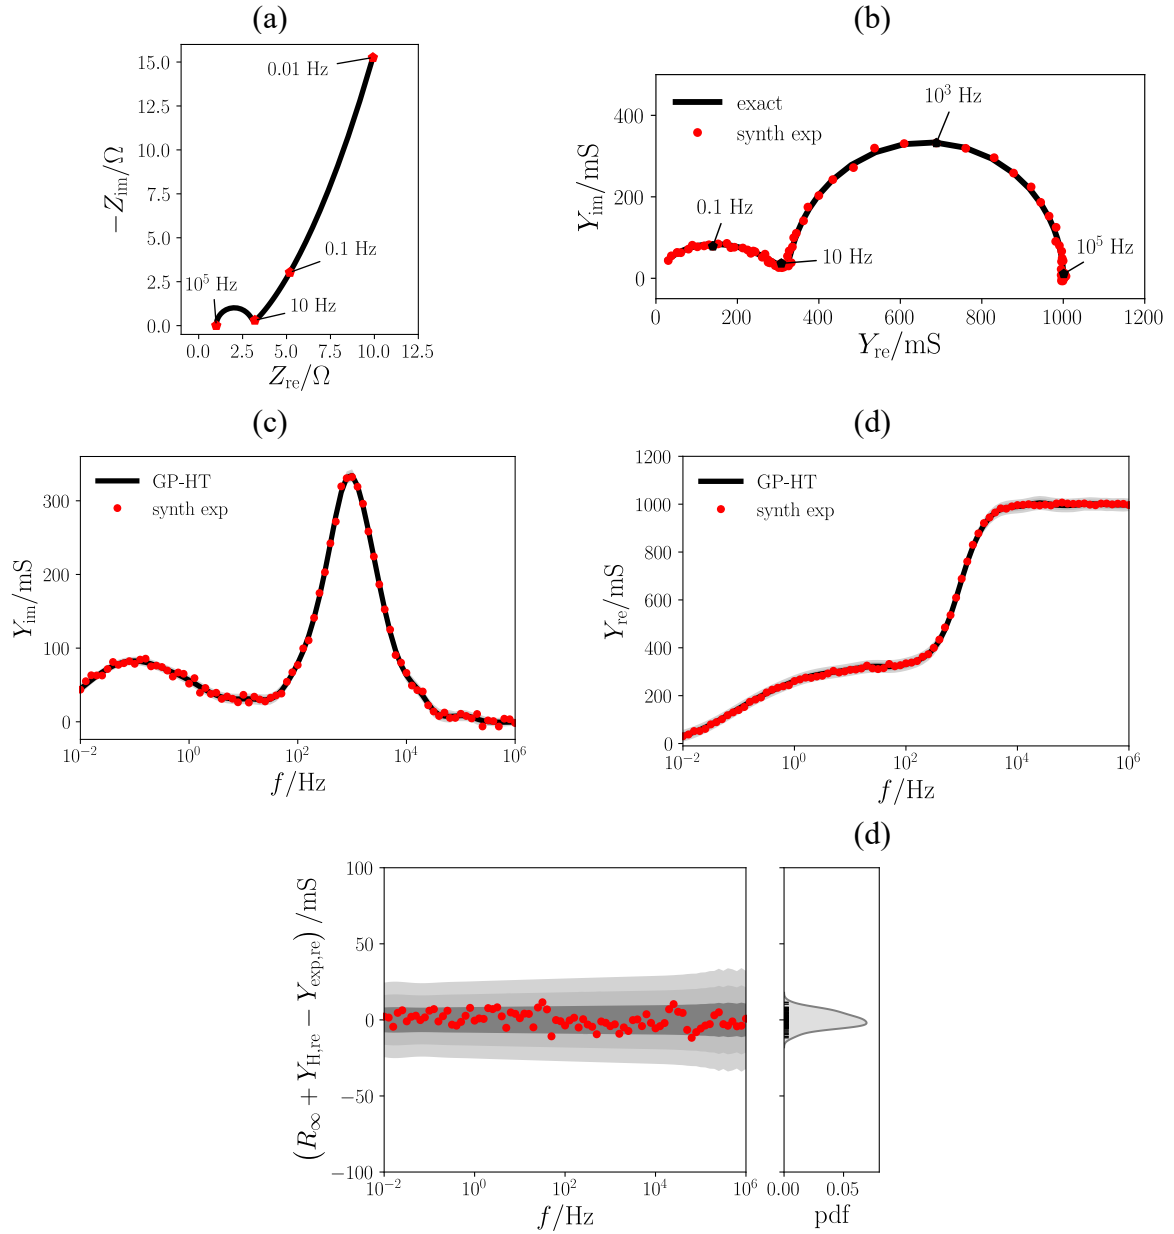 (a)
15.0
12.5
10.0
7.5
5.0
2.5
0.0
−Z_im/Ω
0.01 Hz
0.1 Hz
10^5 Hz
10 Hz
0.0 2.5 5.0 7.5 10.0 12.5
Z_re/Ω
(b)
400
200
0
Y_im/mS
exact
synth exp
10^3 Hz
0.1 Hz
10 Hz
10^5 Hz
0 200 400 600 800 1000 1200
Y_re/mS
(c)
300
200
100
0
Y_im/mS
GP-HT
synth exp
10^−2 10^0 10^2 10^4 10^6
f/Hz
(d)
1200
1000
800
600
400
200
0
Y_re/mS
GP-HT
synth exp
10^−2 10^0 10^2 10^4 10^6
f/Hz
(d)
100
50
0
−50
−100
(R_∞ + Y_H,re − Y_exp,re) /mS
10^−2 10^0 10^2 10^4 10^6
f/Hz
0.00 0.05
pdf